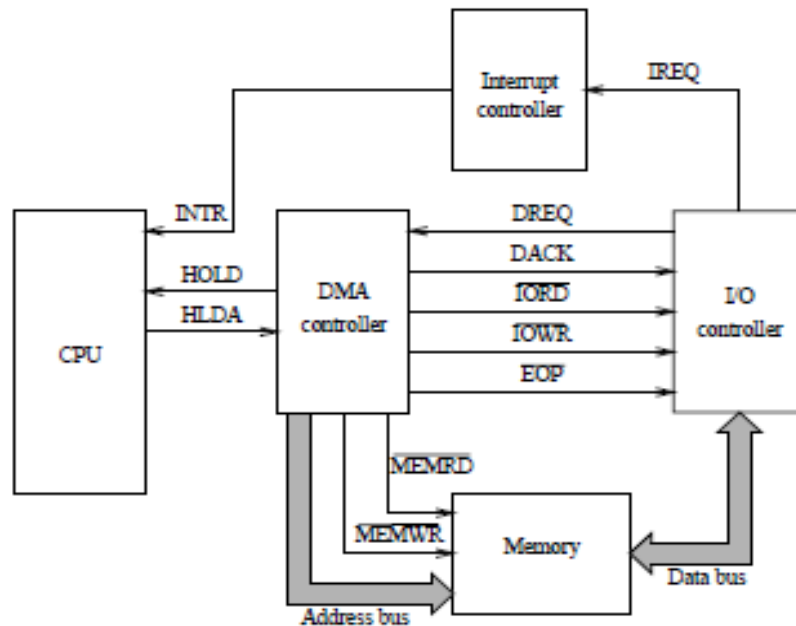 Interrupt
controller
IREQ
INTR
HOLD
HLDA
CPU
DMA
controller
DREQ
DACK
IORD
IOWR
EOP
I/O
controller
MEMRD
MEMWR
Memory
Address bus
Data bus